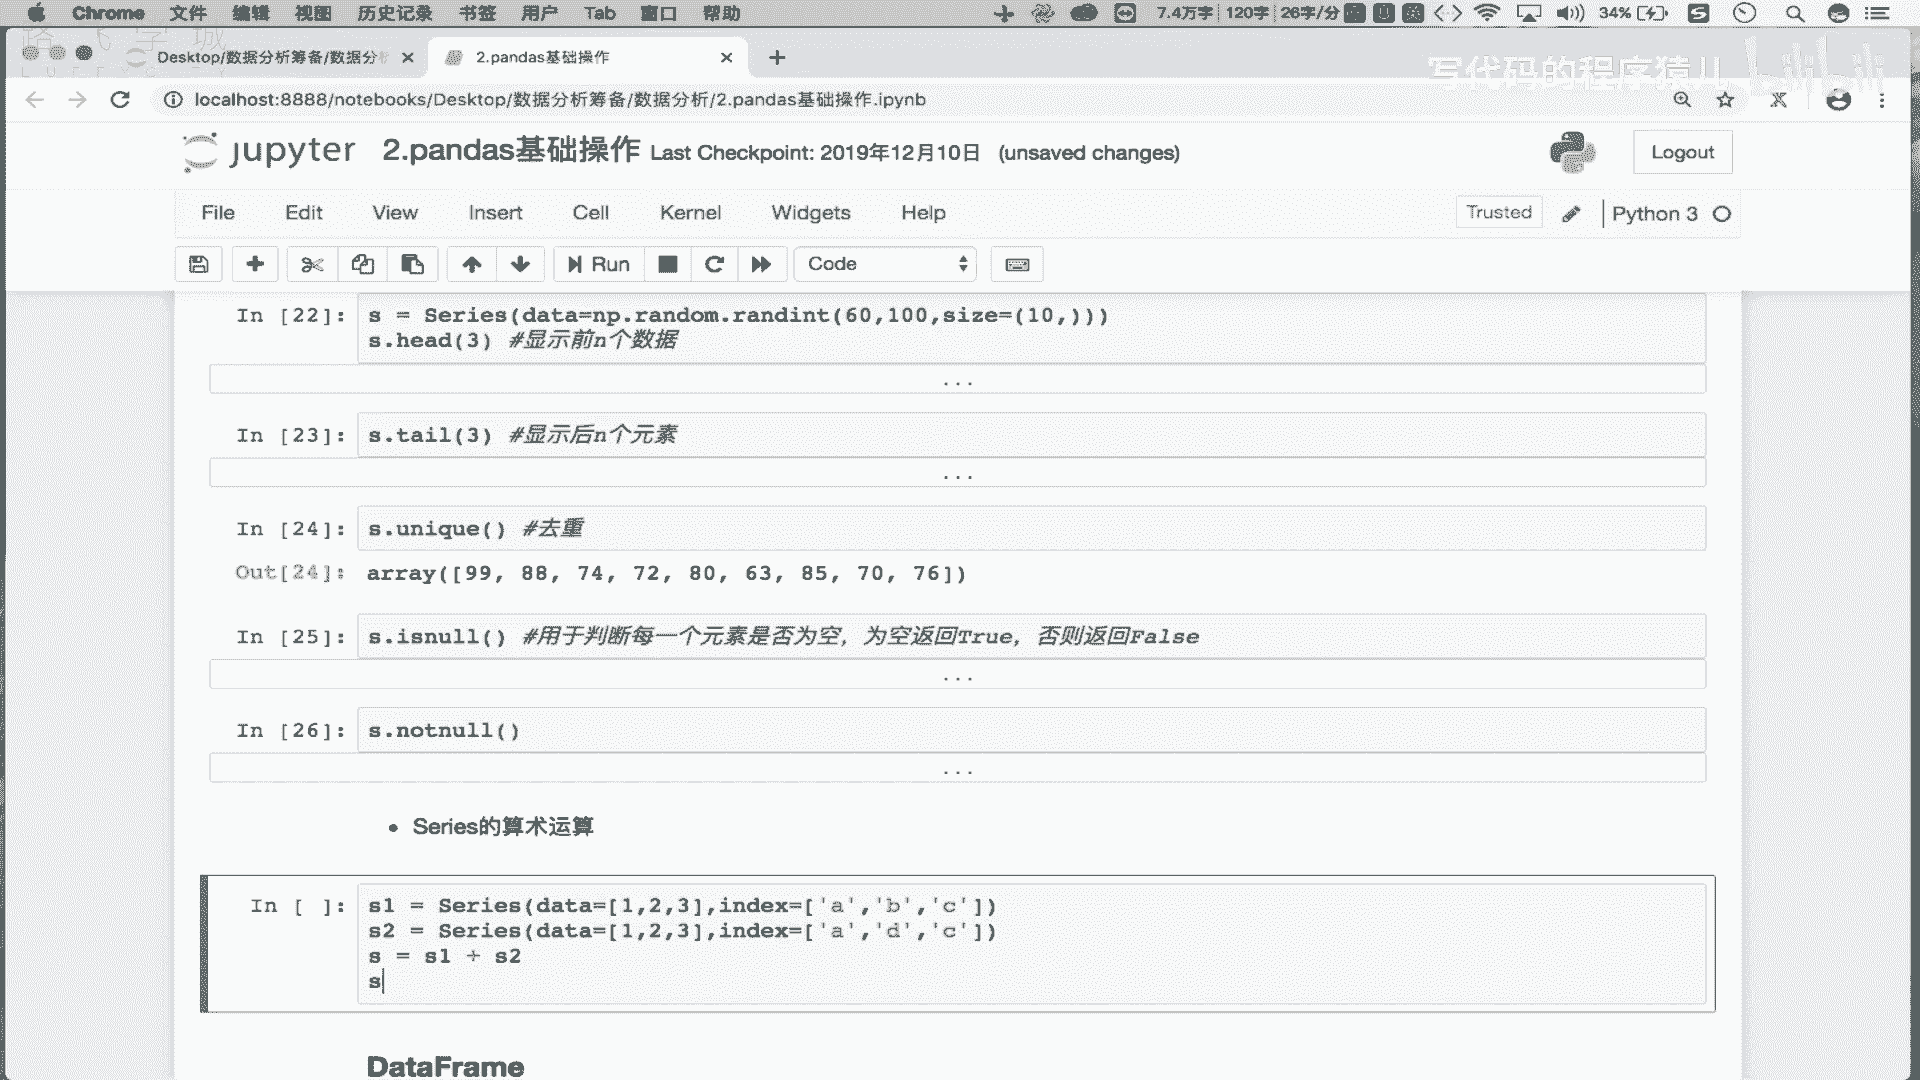 Chrome 文件 编辑 视图 历史记录 书签 用户 Tab 窗口 帮助 7.4万字 120字 26字/分 34%
Desktop/数据分析筹备/数据分析 2.pandas基础操作
写代码的程序猿儿 bilibili
localhost:8888/notebooks/Desktop/数据分析筹备/数据分析/2.pandas基础操作.ipynb
jupyter 2.pandas基础操作 Last Checkpoint: 2019年12月10日 (unsaved changes) Logout
File Edit View Insert Cell Kernel Widgets Help Trusted Python 3
Run Code
In [22]: s = Series(data=np.random.randint(60,100,size=(10,)))
s.head(3) #显示前n个数据
...
In [23]: s.tail(3) #显示后n个元素
...
In [24]: s.unique() #去重
Out[24]: array([99, 88, 74, 72, 80, 63, 85, 70, 76])
In [25]: s.isnull() #用于判断每一个元素是否为空，为空返回True，否则返回False
...
In [26]: s.notnull()
...
• Series的算术运算
In [ ]: s1 = Series(data=[1,2,3],index=['a','b','c'])
s2 = Series(data=[1,2,3],index=['a','d','c'])
s = s1 + s2
s
DataFrame